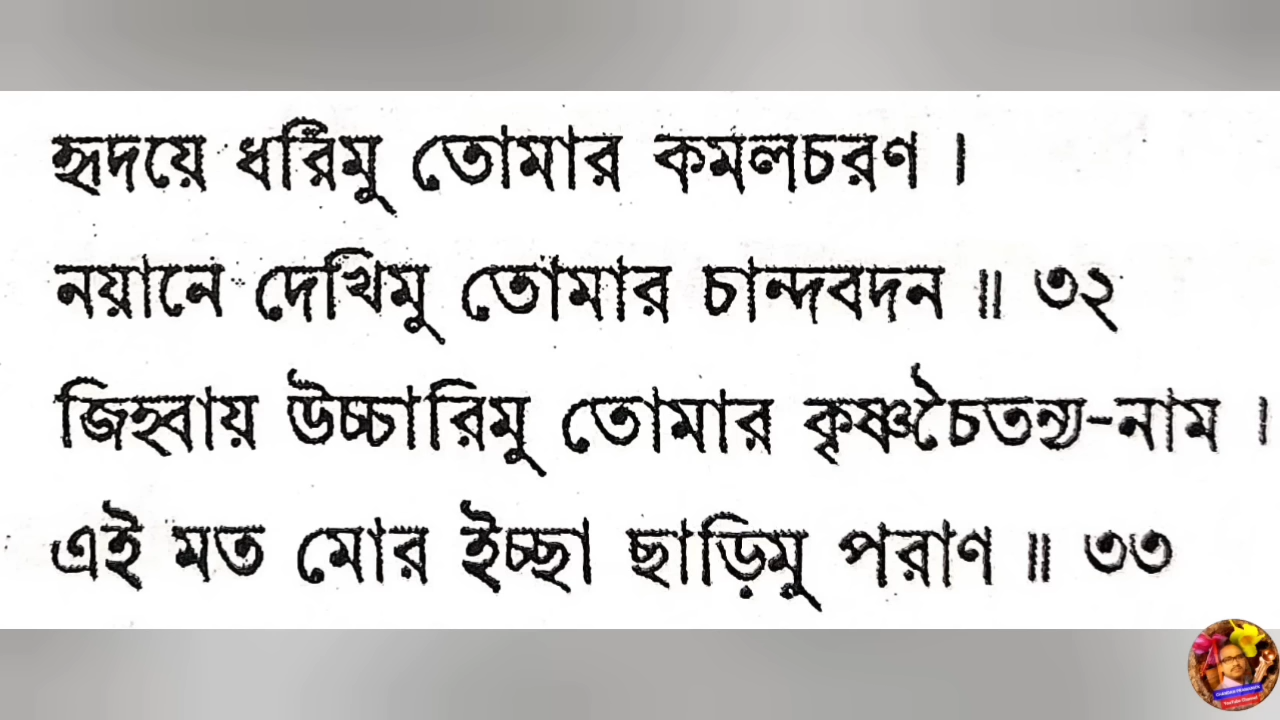 হৃদয়ে ধরিমু তোমার কমলচরণ ।
নয়ানে দেখিমু তোমার চান্দবদন ॥ ৩২
জিহ্বায় উচ্চারিমু তোমার কৃষ্ণচৈতন্য-নাম ।
এই মত মোর ইচ্ছা ছাড়িমু পরাণ ॥ ৩৩